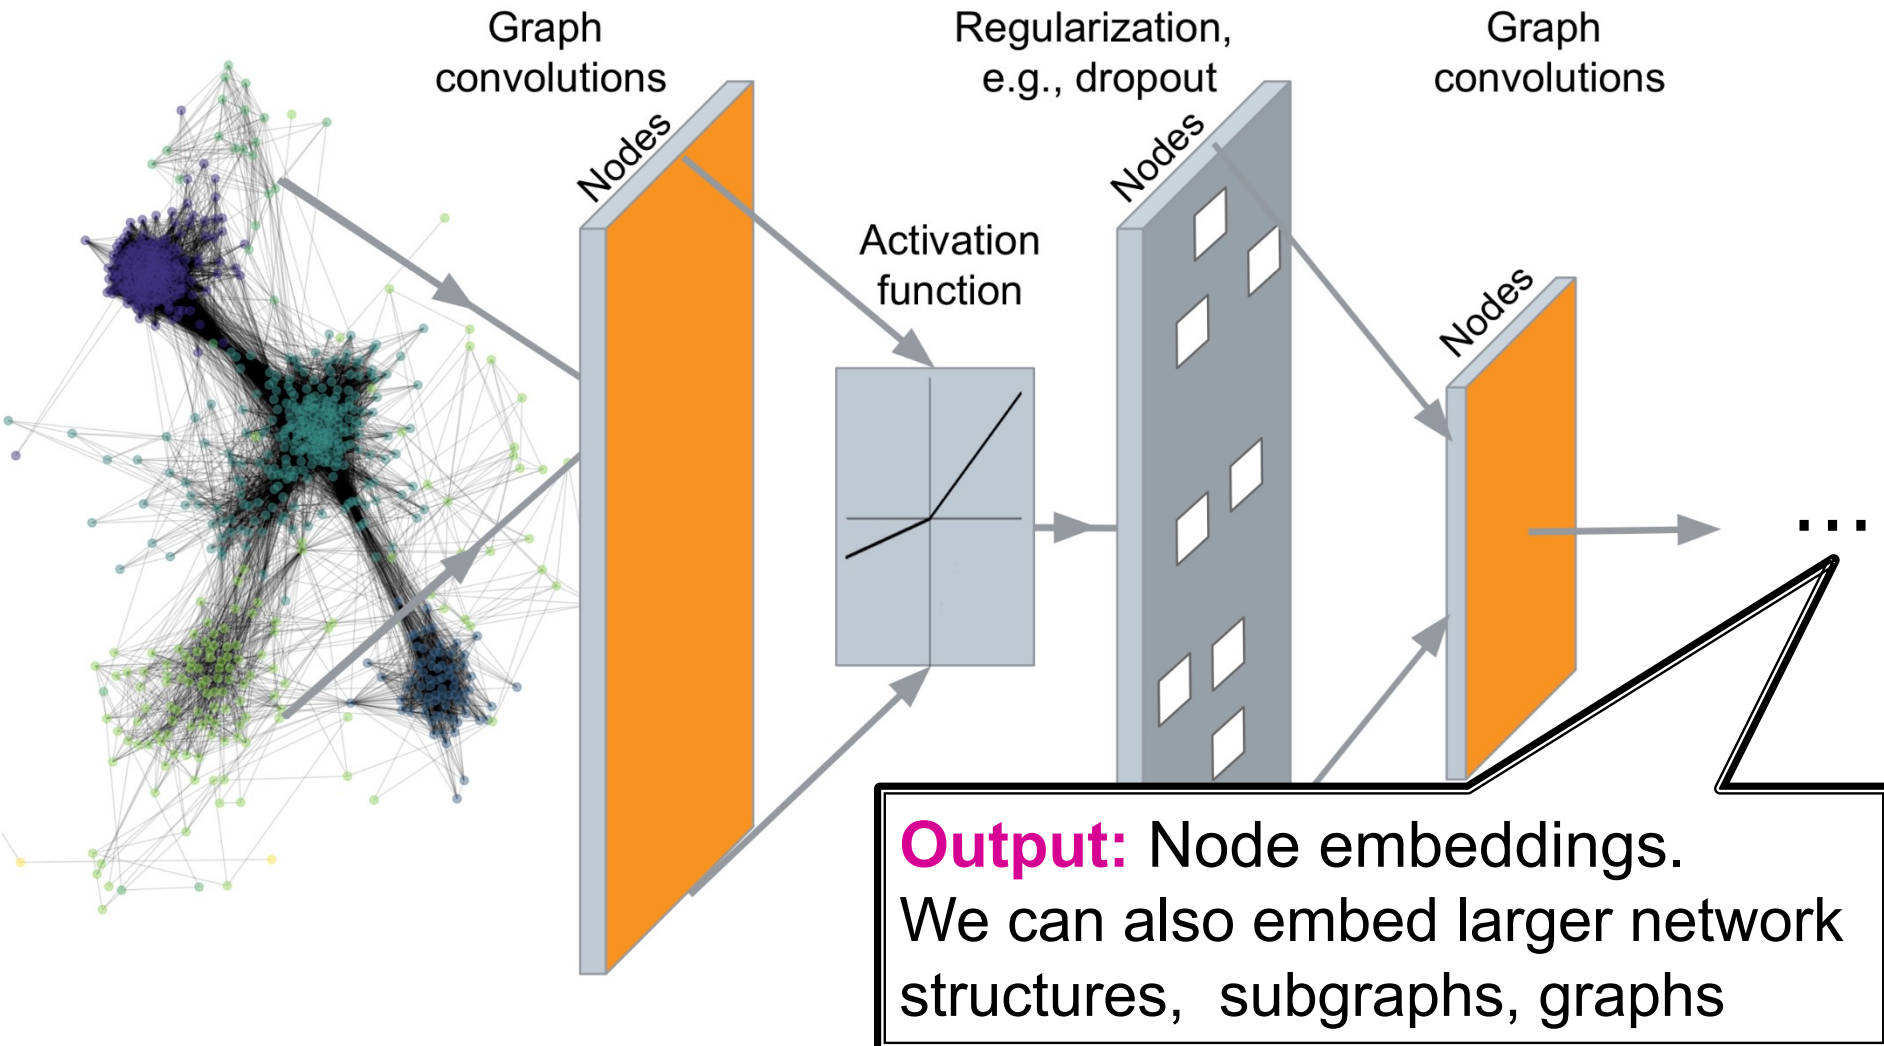 Graph
convolutions
Regularization,
e.g., dropout
Graph
convolutions
Nodes
Nodes
Activation
function
Nodes
...
Output: Node embeddings.
We can also embed larger network
structures,  subgraphs, graphs